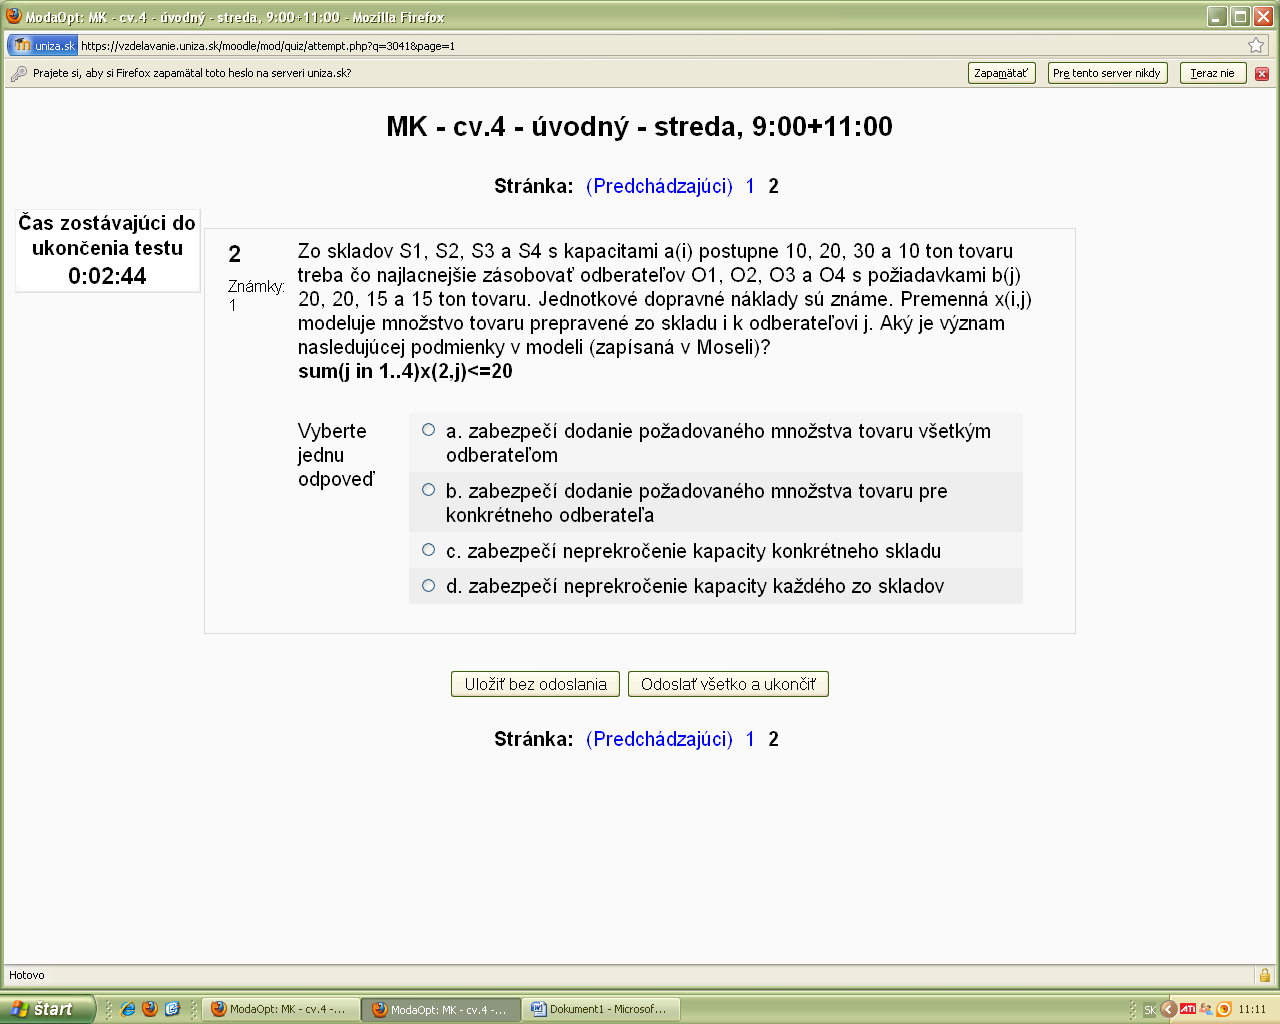 ModaOpt: MK - cv.4 - úvodný - streda, 9:00+11:00 - Mozilla Firefox
uniza.sk https://vzdelavanie.uniza.sk/moodle/mod/quiz/attempt.php?q=3041&page=1
Prajete si, aby si Firefox zapamätal toto heslo na serveri uniza.sk? Zapamätať Pre tento server nikdy Teraz nie
MK - cv.4 - úvodný - streda, 9:00+11:00
Stránka: (Predchádzajúci) 1 2
Čas zostávajúci do
ukončenia testu
0:02:44
2
Známky:
1
Zo skladov S1, S2, S3 a S4 s kapacitami a(i) postupne 10, 20, 30 a 10 ton tovaru
treba čo najlacnejšie zásobovať odberateľov O1, O2, O3 a O4 s požiadavkami b(j)
20, 20, 15 a 15 ton tovaru. Jednotkové dopravné náklady sú známe. Premenná x(i,j)
modeluje množstvo tovaru prepravené zo skladu i k odberateľovi j. Aký je význam
nasledujúcej podmienky v modeli (zapísaná v Moseli)?
sum(j in 1..4)x(2,j)<=20
Vyberte
jednu
odpoveď
a. zabezpečí dodanie požadovaného množstva tovaru všetkým
odberateľom
b. zabezpečí dodanie požadovaného množstva tovaru pre
konkrétneho odberateľa
c. zabezpečí neprekročenie kapacity konkrétneho skladu
d. zabezpečí neprekročenie kapacity každého zo skladov
Uložiť bez odoslania Odoslať všetko a ukončiť
Stránka: (Predchádzajúci) 1 2
Hotovo
štart ModaOpt: MK - cv.4 -... ModaOpt: MK - cv.4 -... Dokument1 - Microsof... SK ATI 11:11